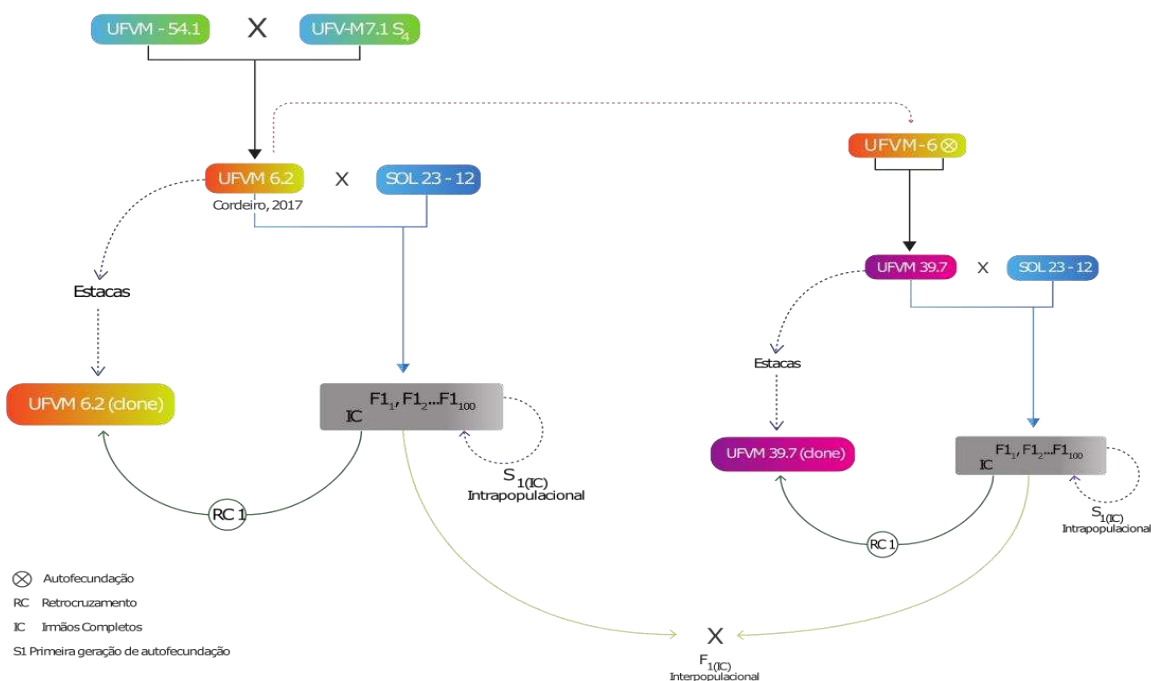 UFVM - 54.1
X
UFV-M7.1 S4
UFVM 6.2
X
SOL 23 - 12
Cordeiro, 2017
Estacas
UFVM 6.2 (clone)
IC F1₁, F1₂...F1₁₀₀
S1(IC)
Intrapopulacional
RC 1
UFVM-6 ⊗
UFVM 39.7
X
SOL 23 - 12
Estacas
UFVM 39.7 (clone)
IC F1₁, F1₂...F1₁₀₀
S1(IC)
Intrapopulacional
RC 1
X
F1(IC)
Interpopulacional
⊗ Autofecundação
RC Retrocruzamento
IC Irmãos Completos
S1 Primeira geração de autofecundação